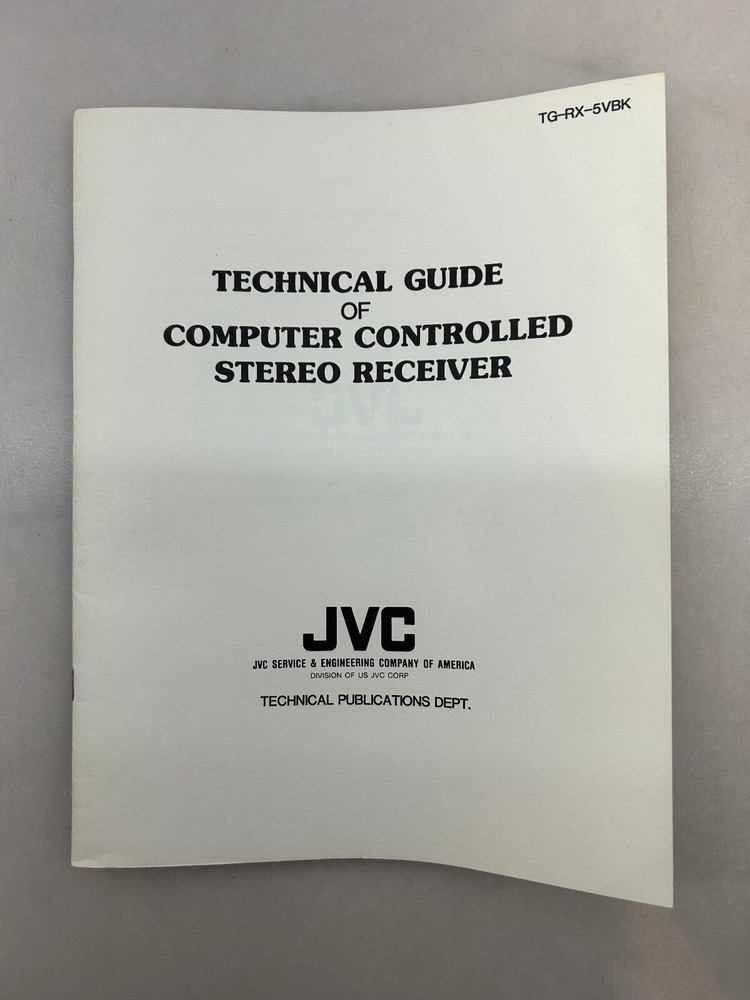 TG-RX-5VBK
TECHNICAL GUIDE
OF
COMPUTER CONTROLLED
STEREO RECEIVER
JVC
JVC SERVICE & ENGINEERING COMPANY OF AMERICA
DIVISION OF US JVC CORP
TECHNICAL PUBLICATIONS DEPT.